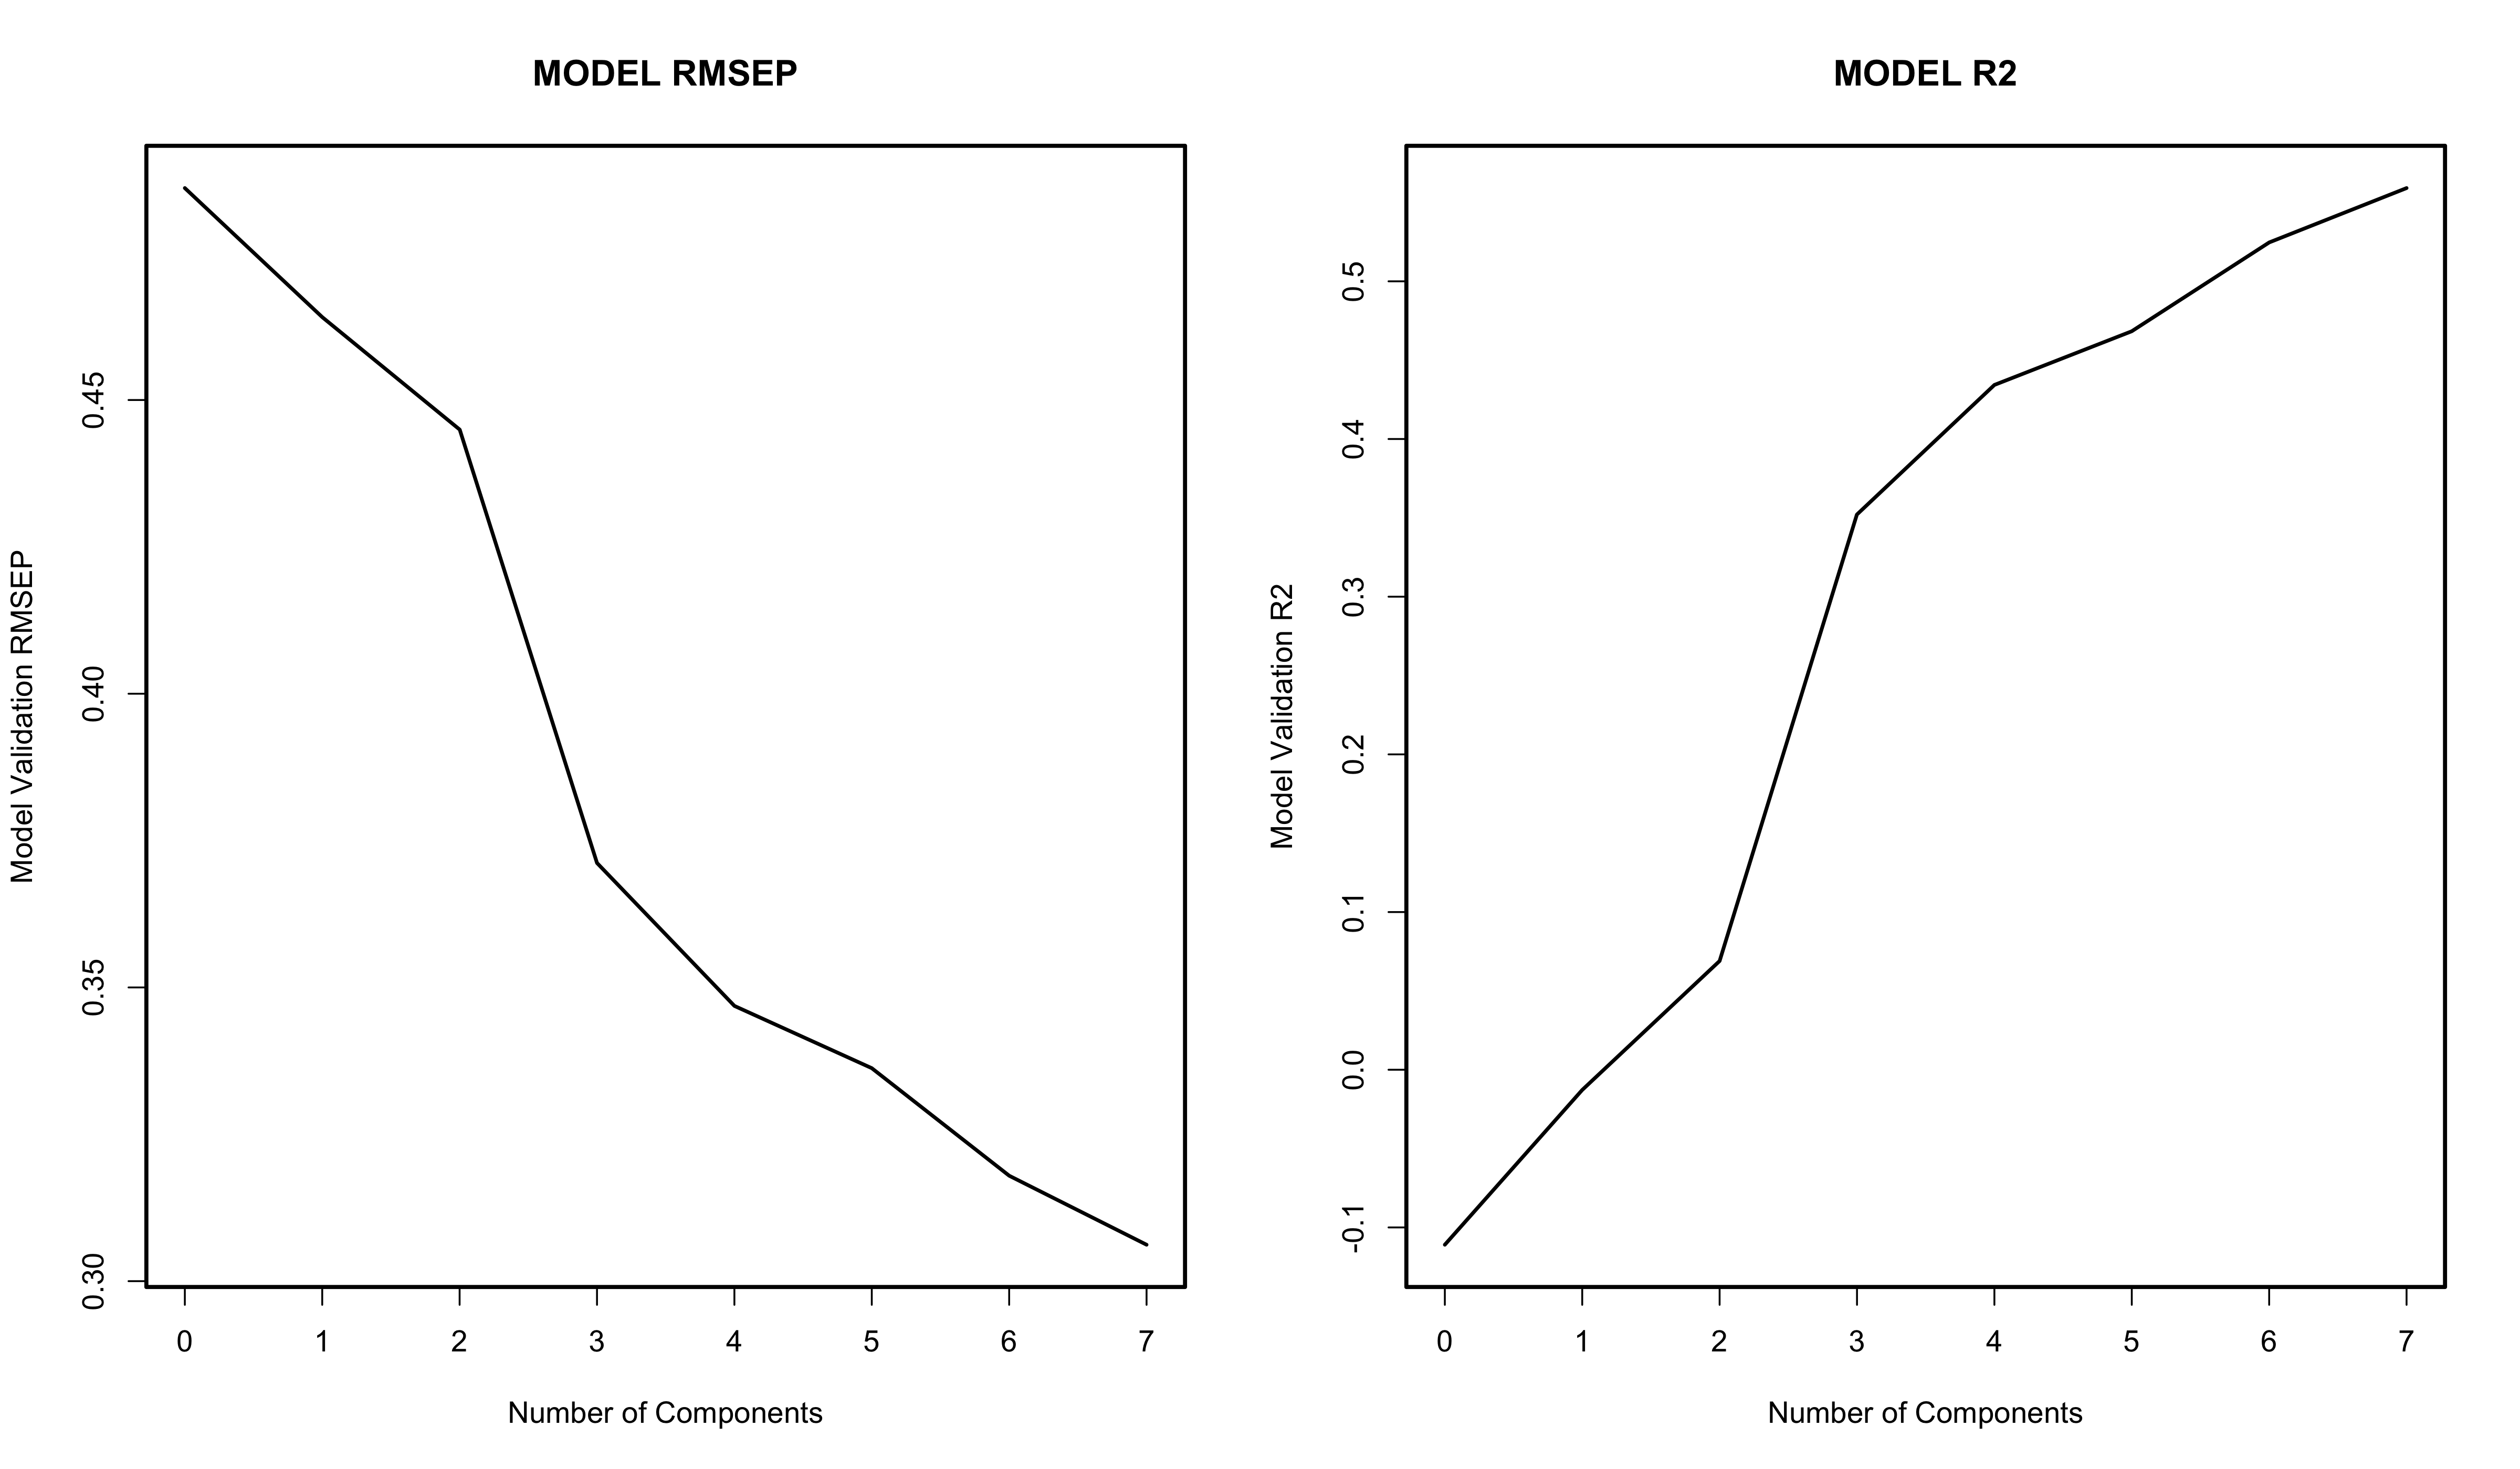 MODEL RMSEP
Model Validation RMSEP
0.45
0.40
0.35
0.30
0 1 2 3 4 5 6 7
Number of Components
MODEL R2
Model Validation R2
0.5
0.4
0.3
0.2
0.1
0.0
-0.1
0 1 2 3 4 5 6 7
Number of Components